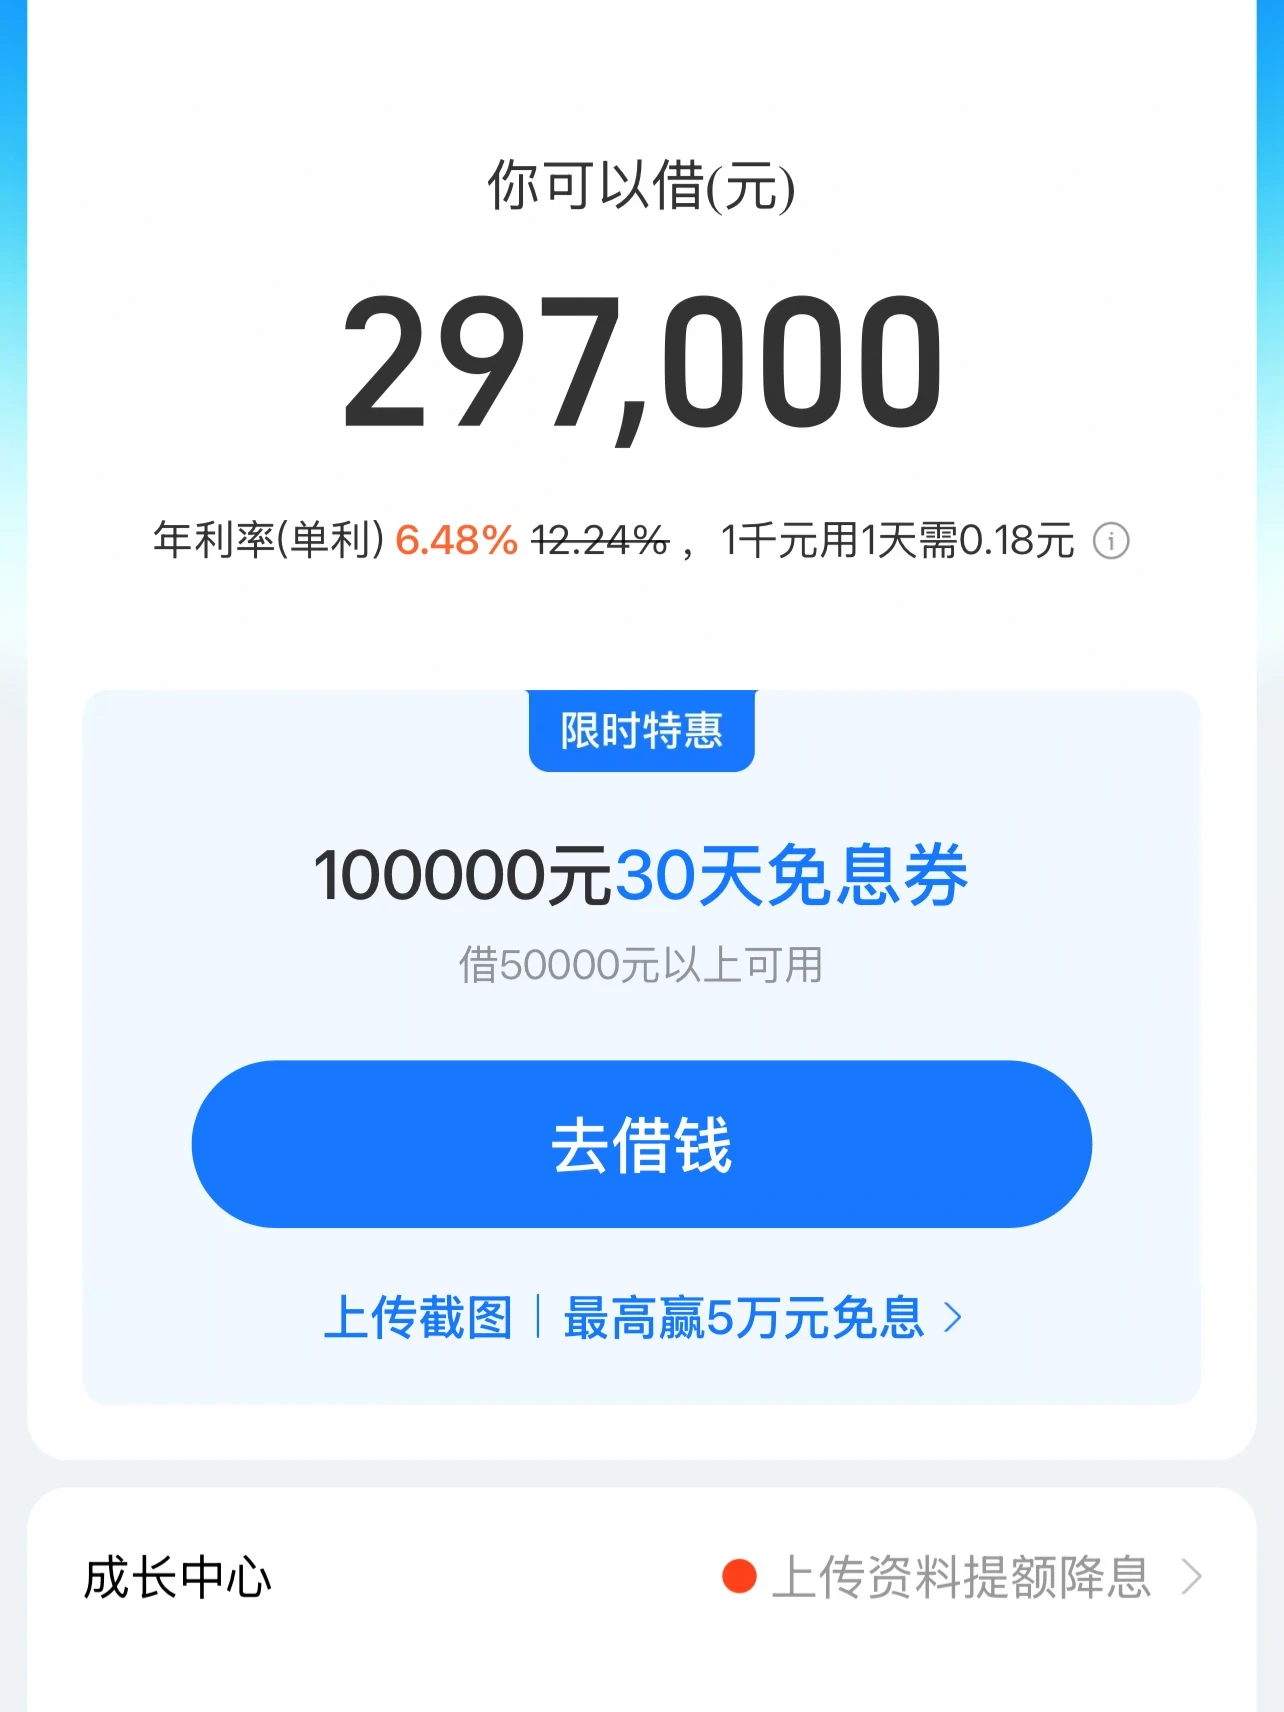 你可以借(元)
297,000
年利率(单利) 6.48% 12.24% ，1千元用1天需0.18元
限时特惠
100000元30天免息券
借50000元以上可用
去借钱
上传截图 | 最高赢5万元免息 >
成长中心 上传资料提额降息 >